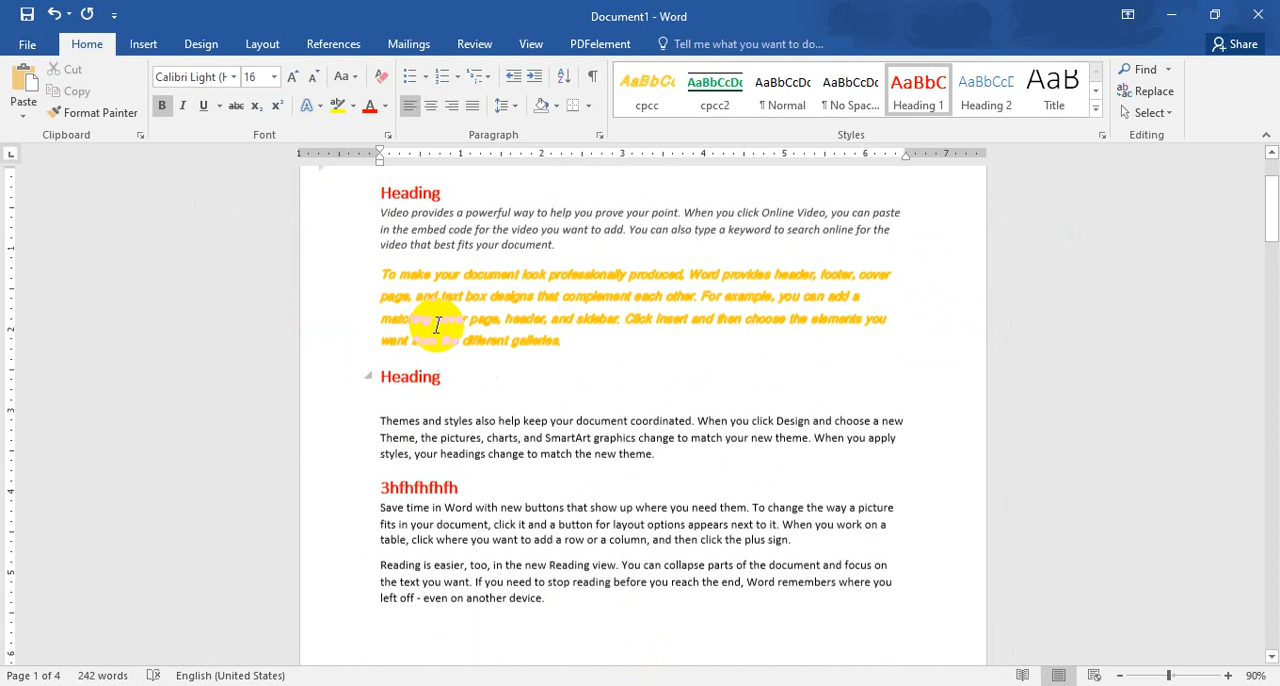 Document1 - Word
File Home Insert Design Layout References Mailings Review View PDFelement Tell me what you want to do... Share
Cut
Copy
Format Painter
Paste
Clipboard
Calibri Light (H 16
Font
Paragraph
AaBbCc AaBbCcDc AaBbCcDc AaBbCcDc AaBbC AaBbCcD AaB
cpcc cpcc2 ¶ Normal ¶ No Spac... Heading 1 Heading 2 Title
Styles
Find
Replace
Select
Editing
Heading
Video provides a powerful way to help you prove your point. When you click Online Video, you can paste
in the embed code for the video you want to add. You can also type a keyword to search online for the
video that best fits your document.
To make your document look professionally produced, Word provides header, footer, cover
page, and text box designs that complement each other. For example, you can add a
matching cover page, header, and sidebar. Click Insert and then choose the elements you
want from the different galleries.
Heading
Themes and styles also help keep your document coordinated. When you click Design and choose a new
Theme, the pictures, charts, and SmartArt graphics change to match your new theme. When you apply
styles, your headings change to match the new theme.
3hfhfhfhfh
Save time in Word with new buttons that show up where you need them. To change the way a picture
fits in your document, click it and a button for layout options appears next to it. When you work on a
table, click where you want to add a row or a column, and then click the plus sign.
Reading is easier, too, in the new Reading view. You can collapse parts of the document and focus on
the text you want. If you need to stop reading before you reach the end, Word remembers where you
left off - even on another device.
Page 1 of 4 242 words English (United States) 90%